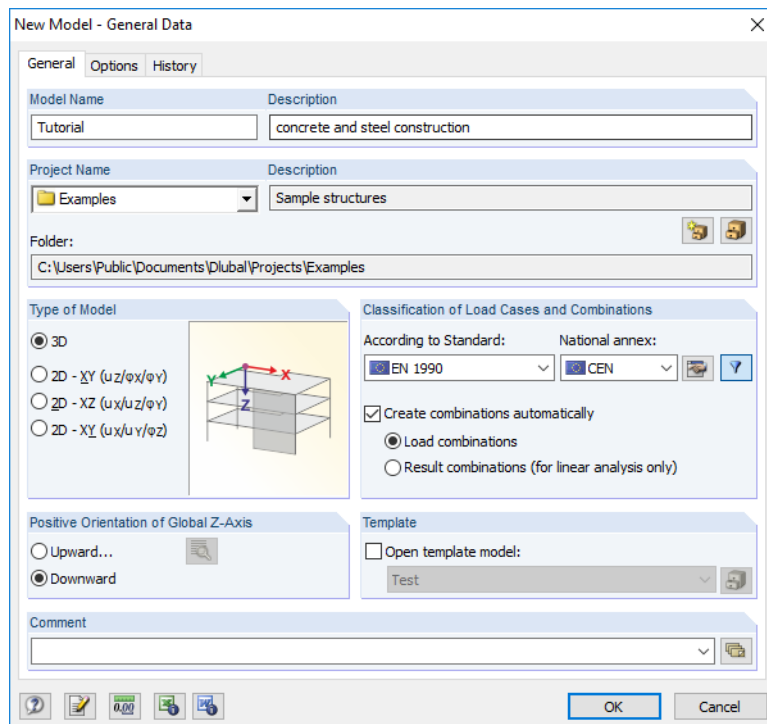 New Model - General Data
General Options History
Model Name Description
Tutorial concrete and steel construction
Project Name Description
Examples Sample structures
Folder:
C:\Users\Public\Documents\Dlubal\Projects\Examples
Type of Model
3D
2D - XY (uZ/φX/φY)
2D - XZ (uX/uZ/φY)
2D - XY (uX/uY/φZ)
Y X
Z
Classification of Load Cases and Combinations
According to Standard: National annex:
EN 1990 CEN
Create combinations automatically
Load combinations
Result combinations (for linear analysis only)
Positive Orientation of Global Z-Axis
Upward...
Downward
Template
Open template model:
Test
Comment
0.00
OK Cancel